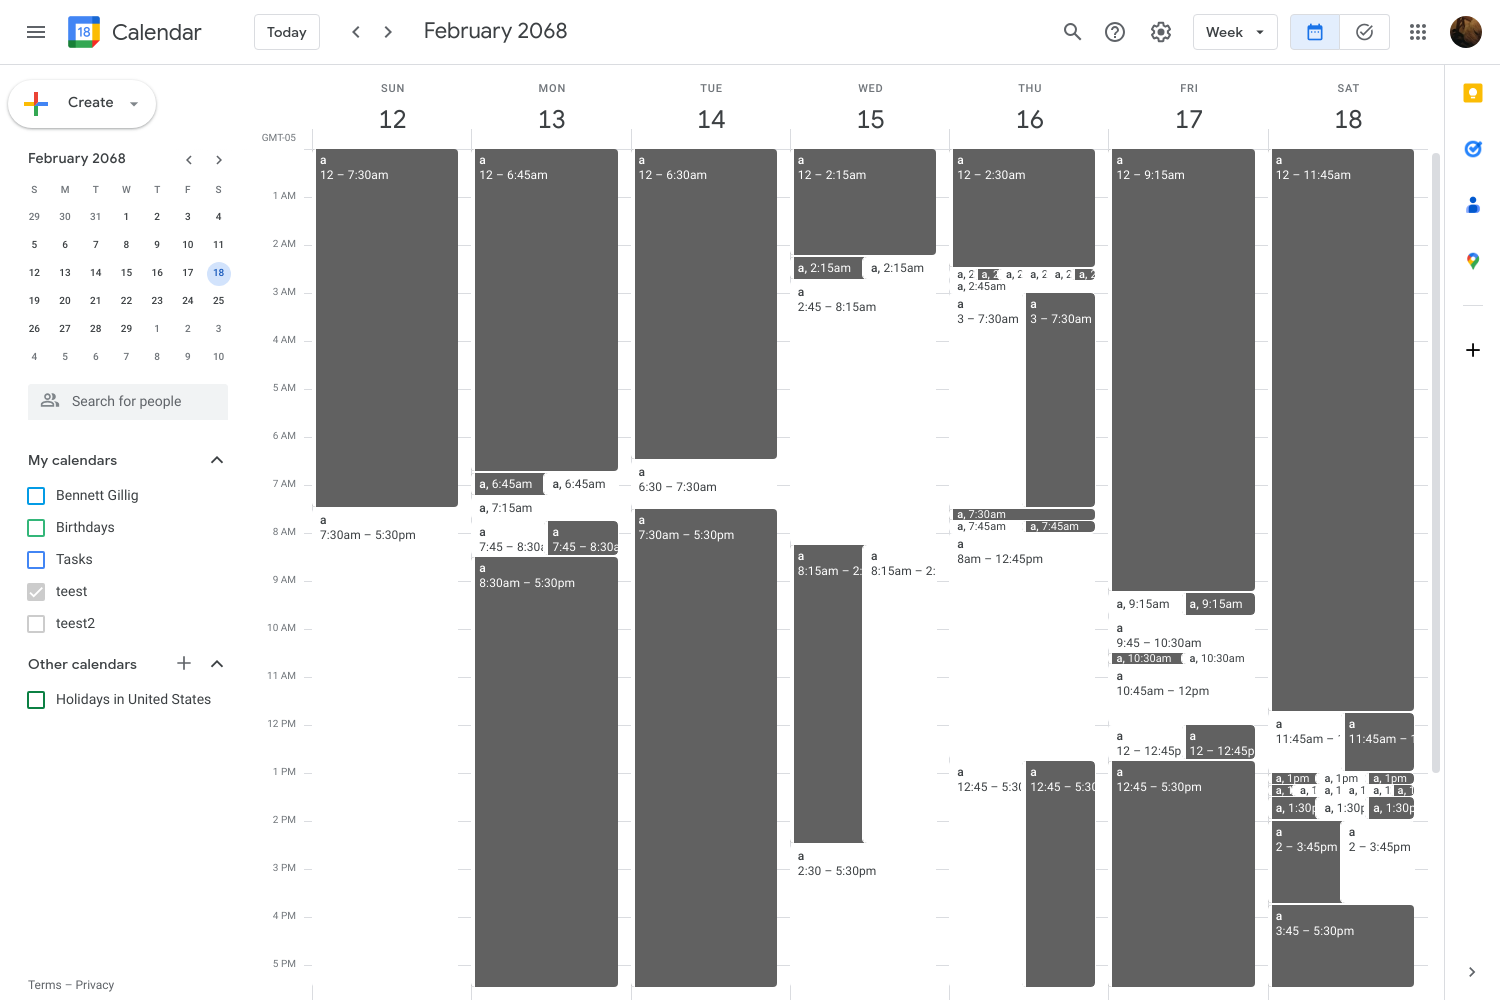 18 Calendar
Today
February 2068
Week
Create
February 2068
S M T W T F S
29 30 31 1 2 3 4
5 6 7 8 9 10 11
12 13 14 15 16 17 18
19 20 21 22 23 24 25
26 27 28 29 1 2 3
4 5 6 7 8 9 10
Search for people
My calendars
Bennett Gillig
Birthdays
Tasks
teest
teest2
Other calendars
Holidays in United States
Terms – Privacy
GMT-05
1 AM
2 AM
3 AM
4 AM
5 AM
6 AM
7 AM
8 AM
9 AM
10 AM
11 AM
12 PM
1 PM
2 PM
3 PM
4 PM
5 PM
SUN
12
a
12 – 7:30am
a
7:30am – 5:30pm
MON
13
a
12 – 6:45am
a, 6:45am
a, 6:45am
a, 7:15am
a
7:45 – 8:30a
a
7:45 – 8:30a
a
8:30am – 5:30pm
TUE
14
a
12 – 6:30am
a
6:30 – 7:30am
a
7:30am – 5:30pm
WED
15
a
12 – 2:15am
a, 2:15am
a, 2:15am
a
2:45 – 8:15am
a
8:15am – 2:
a
8:15am – 2:
a
2:30 – 5:30pm
THU
16
a
12 – 2:30am
a, 2
a, 2
a, 2
a, 2
a, 2
a, 2
a, 2:45am
a
3 – 7:30am
a
3 – 7:30am
a, 7:30am
a, 7:45am
a, 7:45am
a
8am – 12:45pm
a
12:45 – 5:30
a
12:45 – 5:30
FRI
17
a
12 – 9:15am
a, 9:15am
a, 9:15am
a
9:45 – 10:30am
a, 10:30am
a, 10:30am
a
10:45am – 12pm
a
12 – 12:45p
a
12 – 12:45p
a
12:45 – 5:30pm
SAT
18
a
12 – 11:45am
a
11:45am –
a
11:45am – 1
a, 1pm
a, 1pm
a, 1pm
a, 1
a, 1
a, 1
a, 1
a, 1
a, 1
a, 1:30p
a, 1:30p
a, 1:30p
a
2 – 3:45pm
a
2 – 3:45pm
a
3:45 – 5:30pm